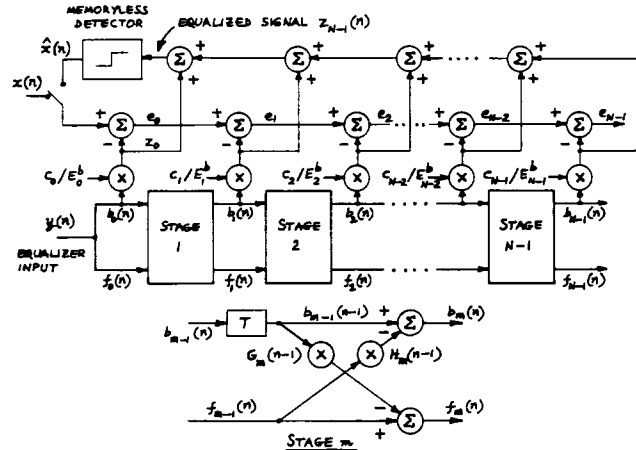 MEMORYLESS DETECTOR
EQUALIZED SIGNAL z_{N-1}(n)
x̂(n)
x(n)
Σ + + Σ + + Σ + + Σ + +
+ Σ e_0 + Σ e_1 + Σ e_2 + Σ e_{N-2} + Σ e_{N-1}
− z_0 − − − −
c_0/E_0^b × c_1/E_1^b × c_2/E_2^b × c_{N-2}/E_{N-2}^b × c_{N-1}/E_{N-1}^b ×
b_0(n) b_1(n) b_2(n) b_{N-1}(n)
y(n)
EQUALIZER INPUT
STAGE 1
STAGE 2
STAGE N-1
f_0(n) f_1(n) f_2(n) f_{N-1}(n)
b_{m-1}(n) T b_{m-1}(n-1) + − Σ b_m(n)
G_m(n-1) × × H_m(n-1)
f_{m-1}(n) − + Σ f_m(n)
STAGE m